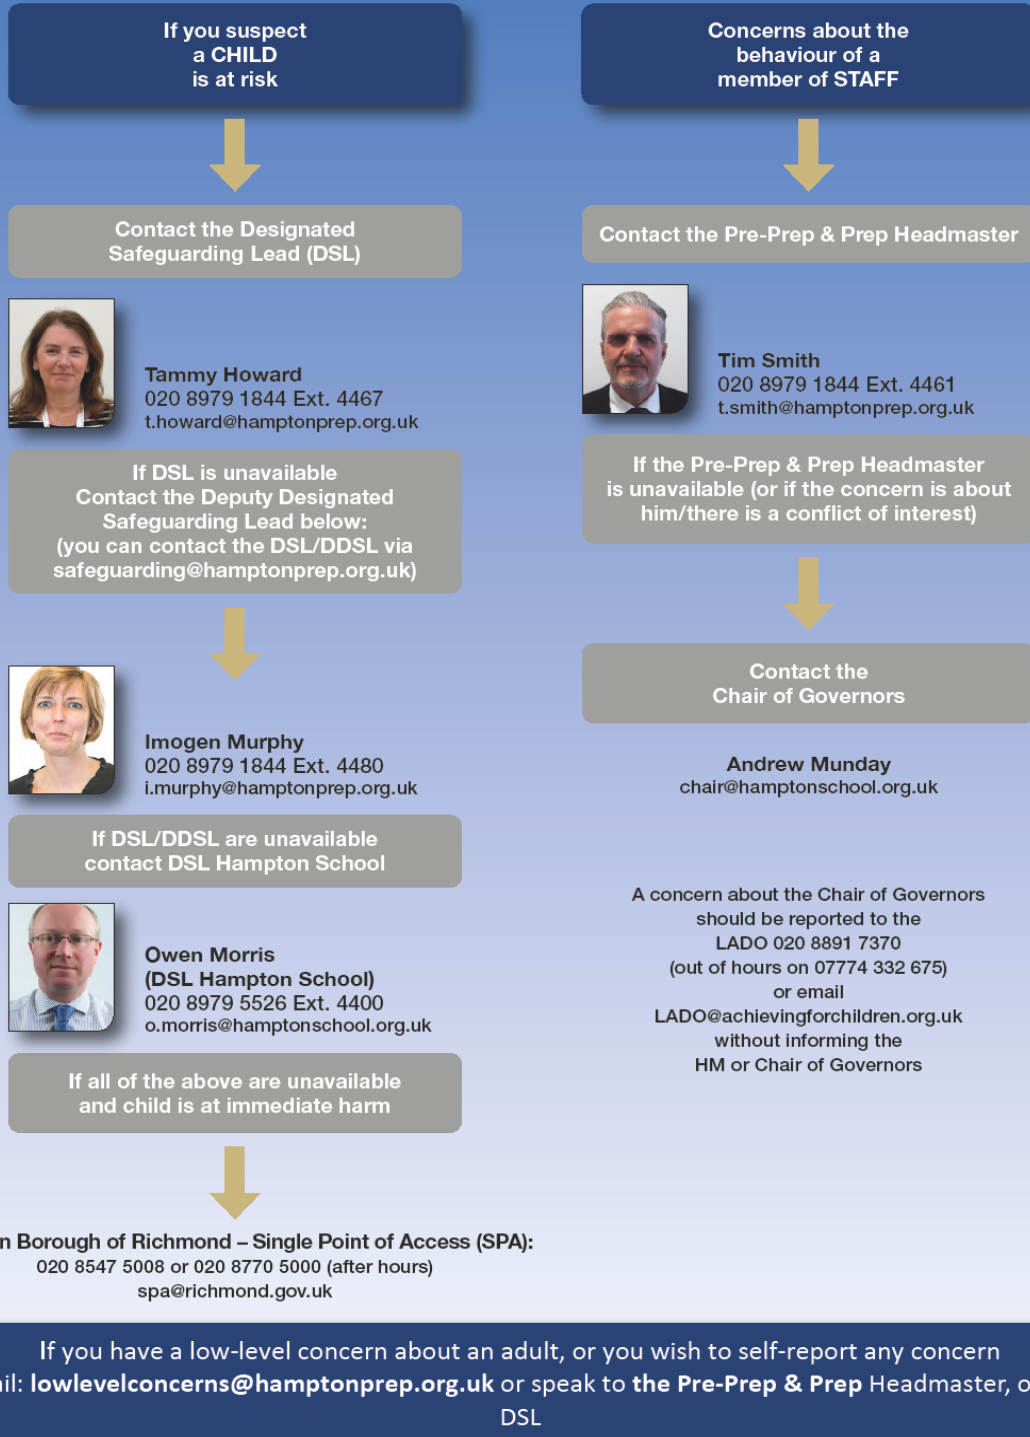 If you suspect
a CHILD
is at risk
Contact the Designated
Safeguarding Lead (DSL)
Tammy Howard
020 8979 1844 Ext. 4467
t.howard@hamptonprep.org.uk
If DSL is unavailable
Contact the Deputy Designated
Safeguarding Lead below:
(you can contact the DSL/DDSL via
safeguarding@hamptonprep.org.uk)
Imogen Murphy
020 8979 1844 Ext. 4480
i.murphy@hamptonprep.org.uk
If DSL/DDSL are unavailable
contact DSL Hampton School
Owen Morris
(DSL Hampton School)
020 8979 5526 Ext. 4400
o.morris@hamptonschool.org.uk
If all of the above are unavailable
and child is at immediate harm
n Borough of Richmond – Single Point of Access (SPA):
020 8547 5008 or 020 8770 5000 (after hours)
spa@richmond.gov.uk
Concerns about the
behaviour of a
member of STAFF
Contact the Pre-Prep & Prep Headmaster
Tim Smith
020 8979 1844 Ext. 4461
t.smith@hamptonprep.org.uk
If the Pre-Prep & Prep Headmaster
is unavailable (or if the concern is about
him/there is a conflict of interest)
Contact the
Chair of Governors
Andrew Munday
chair@hamptonschool.org.uk
A concern about the Chair of Governors
should be reported to the
LADO 020 8891 7370
(out of hours on 07774 332 675)
or email
LADO@achievingforchildren.org.uk
without informing the
HM or Chair of Governors
If you have a low-level concern about an adult, or you wish to self-report any concern
il: lowlevelconcerns@hamptonprep.org.uk or speak to the Pre-Prep & Prep Headmaster, o
DSL